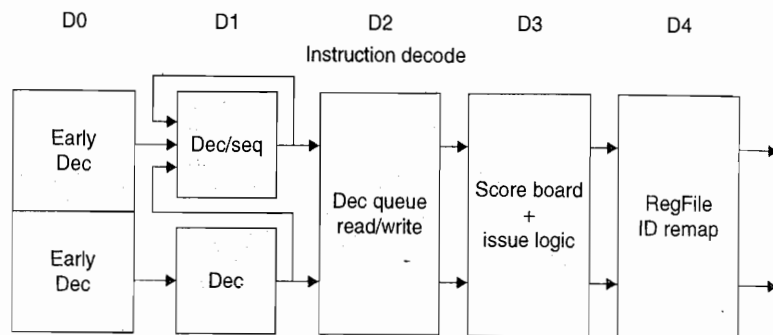 D0 D1 D2 D3 D4
Instruction decode
Early
Dec
Dec/seq
Early
Dec
Dec
Dec queue
read/write
Score board
+
issue logic
RegFile
ID remap